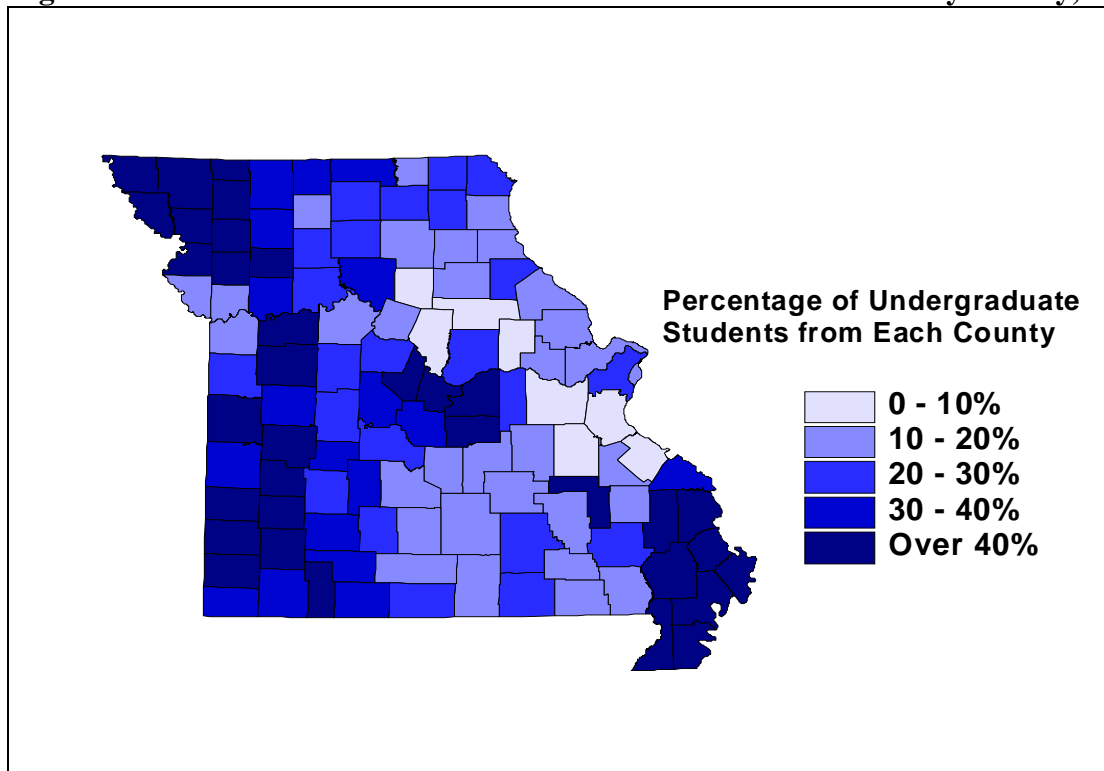 Percentage of Undergraduate
Students from Each County
0 - 10%
10 - 20%
20 - 30%
30 - 40%
Over 40%